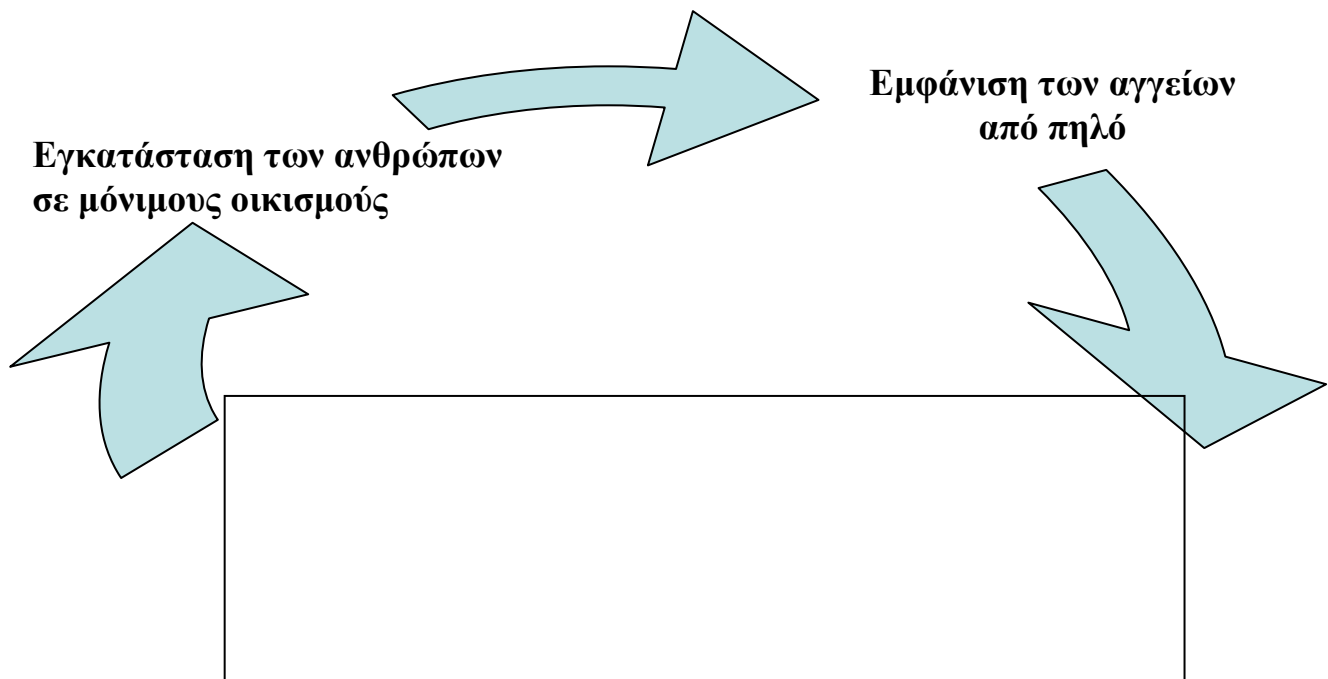 Εμφάνιση των αγγείων
από πηλό
Εγκατάσταση των ανθρώπων
σε μόνιμους οικισμούς